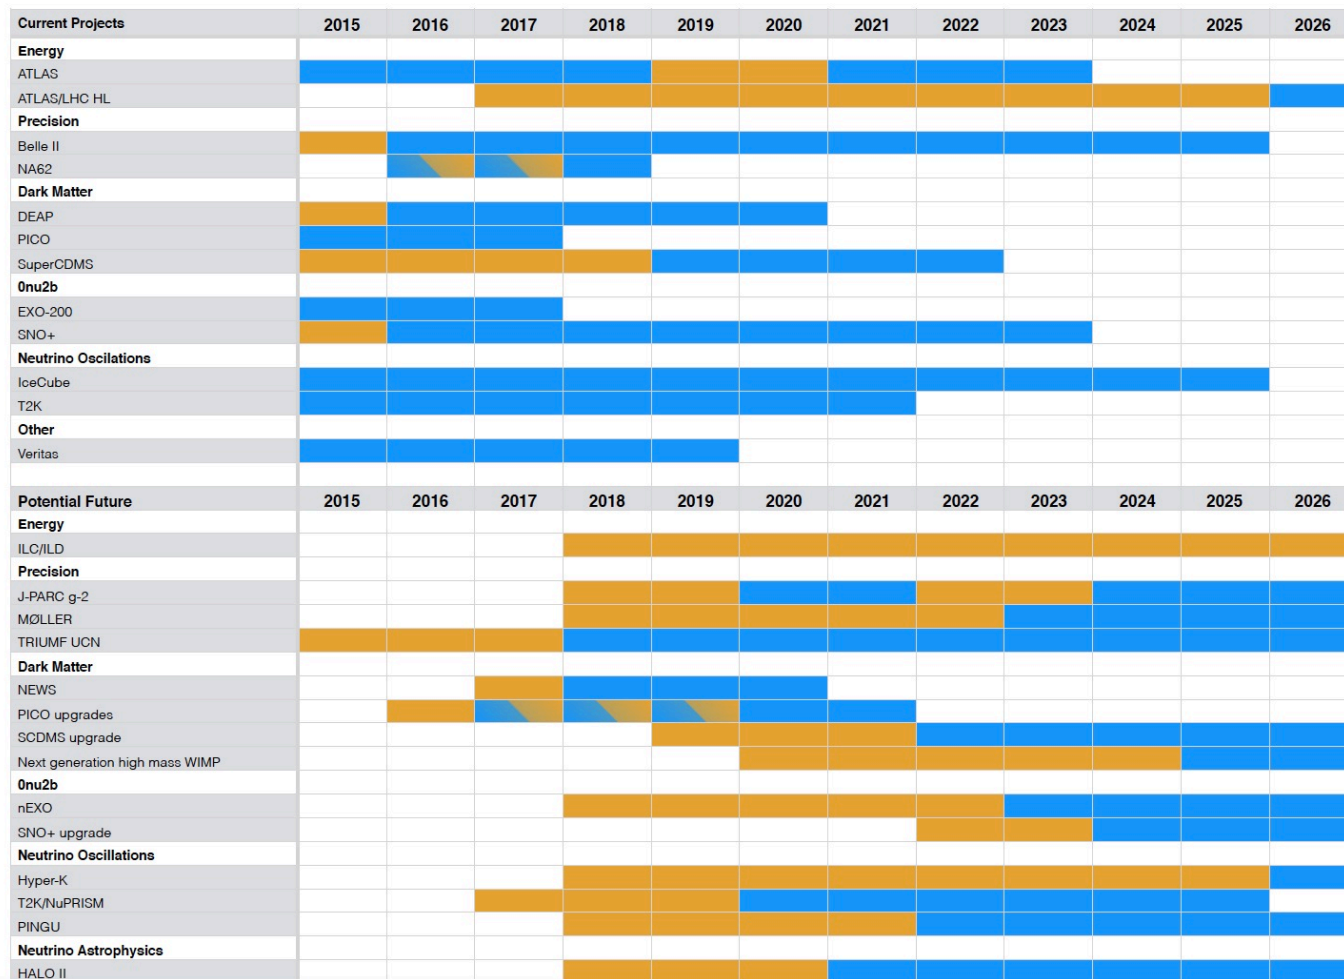 Current Projects 2015 2016 2017 2018 2019 2020 2021 2022 2023 2024 2025 2026
Energy
ATLAS
ATLAS/LHC HL
Precision
Belle II
NA62
Dark Matter
DEAP
PICO
SuperCDMS
0nu2b
EXO-200
SNO+
Neutrino Oscilations
IceCube
T2K
Other
Veritas
Potential Future 2015 2016 2017 2018 2019 2020 2021 2022 2023 2024 2025 2026
Energy
ILC/ILD
Precision
J-PARC g-2
MØLLER
TRIUMF UCN
Dark Matter
NEWS
PICO upgrades
SCDMS upgrade
Next generation high mass WIMP
0nu2b
nEXO
SNO+ upgrade
Neutrino Oscillations
Hyper-K
T2K/NuPRISM
PINGU
Neutrino Astrophysics
HALO II